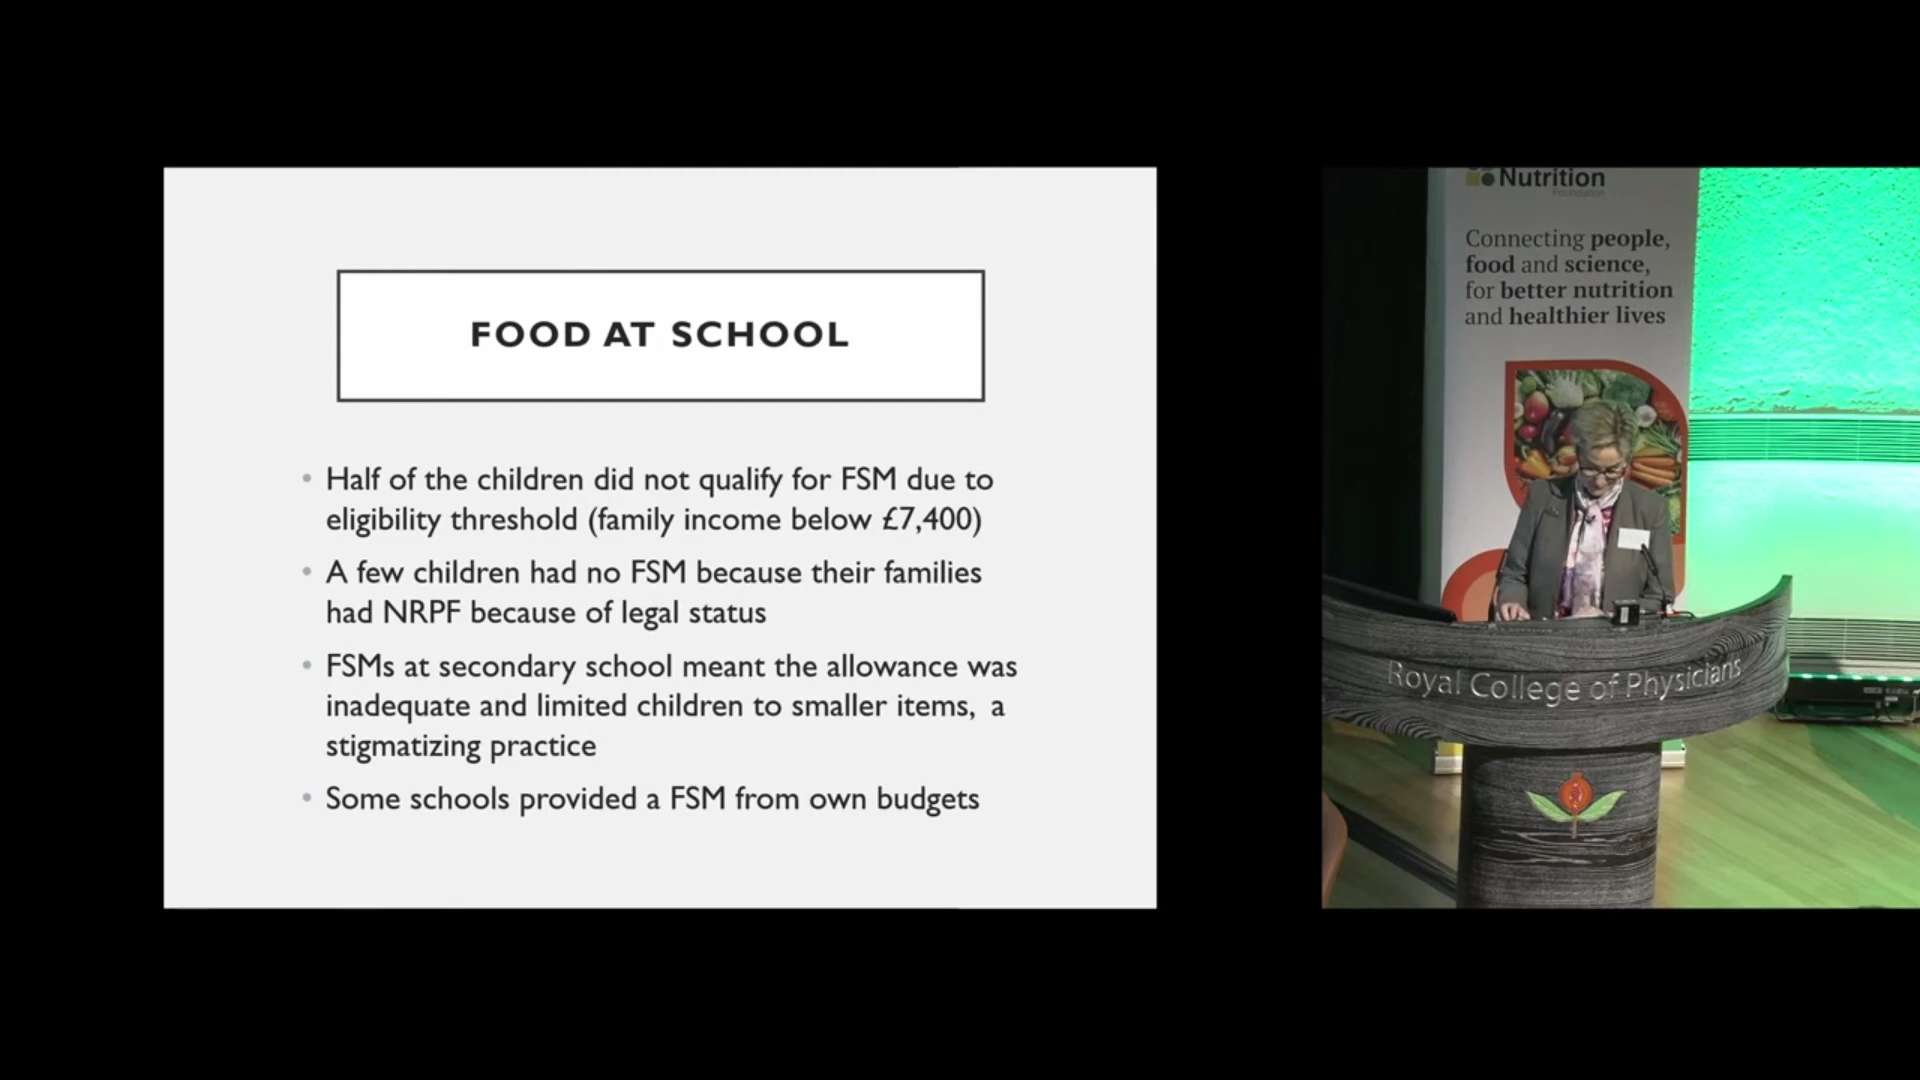 FOOD AT SCHOOL
• Half of the children did not qualify for FSM due to
eligibility threshold (family income below £7,400)
• A few children had no FSM because their families
had NRPF because of legal status
• FSMs at secondary school meant the allowance was
inadequate and limited children to smaller items, a
stigmatizing practice
• Some schools provided a FSM from own budgets
Nutrition
Foundation
Connecting people,
food and science,
for better nutrition
and healthier lives
Royal College of Physicians